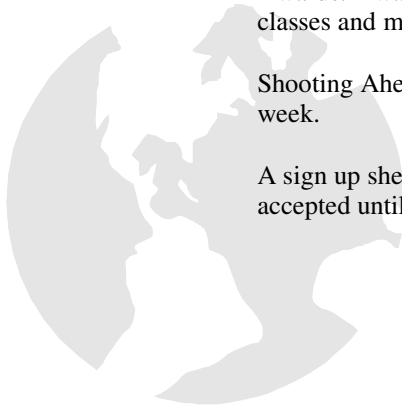 classes and m
Shooting Ahe
week.
A sign up she
accepted until